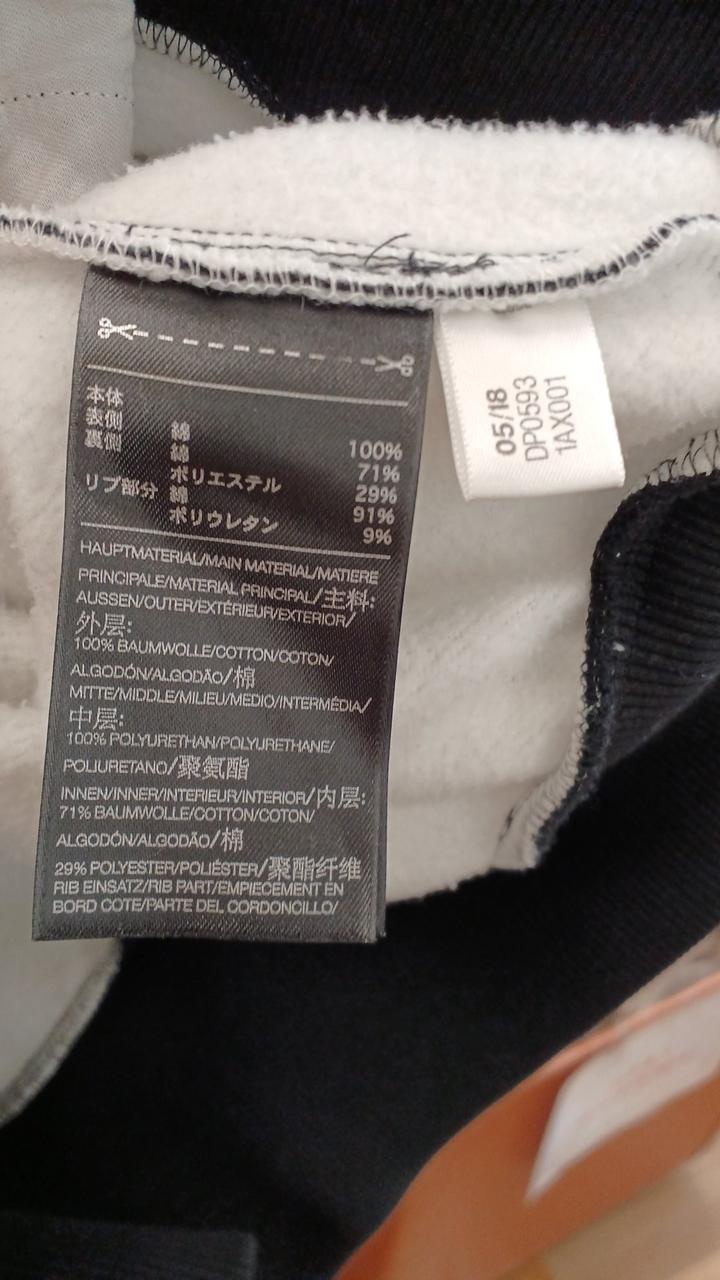 本体
表側 綿 100%
裏側 綿 71%
ポリエステル 29%
リブ部分 綿 91%
ポリウレタン 9%
HAUPTMATERIAL/MAIN MATERIAL/MATIERE
PRINCIPALE/MATERIAL PRINCIPAL/主料:
AUSSEN/OUTER/EXTÉRIEUR/EXTERIOR/
外层:
100% BAUMWOLLE/COTTON/COTON/
ALGODÓN/ALGODÃO/棉
MITTE/MIDDLE/MILIEU/MEDIO/INTERMÉDIA/
中层:
100% POLYURETHAN/POLYURETHANE/
POLIURETANO/聚氨酯
INNEN/INNER/INTERIEUR/INTERIOR/内层:
71% BAUMWOLLE/COTTON/COTON/
ALGODÓN/ALGODÃO/棉
29% POLYESTER/POLIÉSTER/聚酯纤维
RIB EINSATZ/RIB PART/EMPIECEMENT EN
BORD COTE/PARTE DEL CORDONCILLO/
05/18
DP0593
1AX001